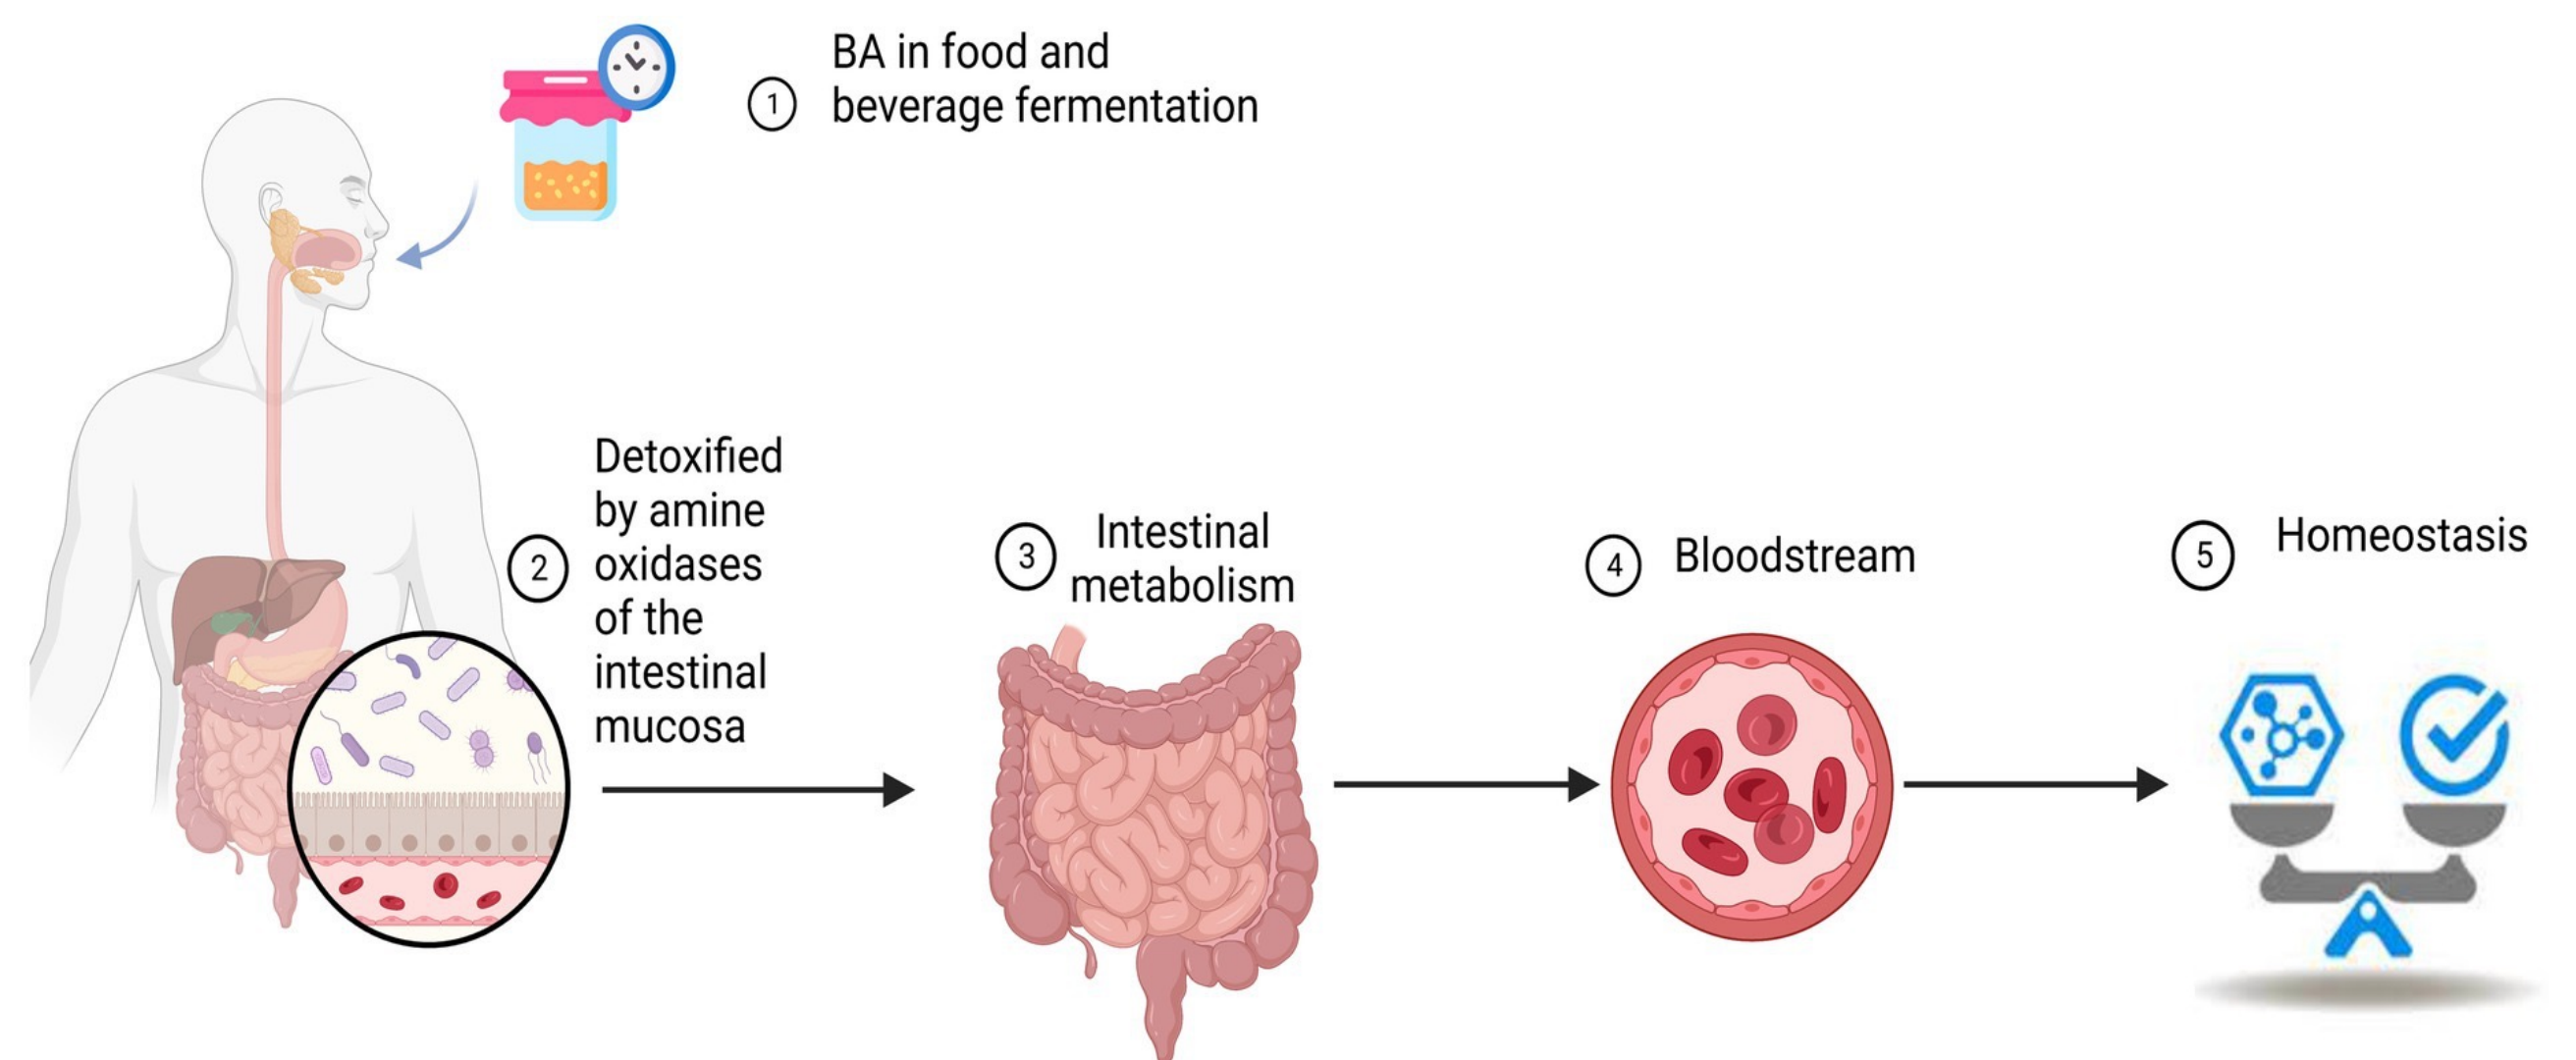 1
BA in food and
beverage fermentation
2
Detoxified
by amine
oxidases
of the
intestinal
mucosa
3
Intestinal
metabolism
4
Bloodstream
5
Homeostasis